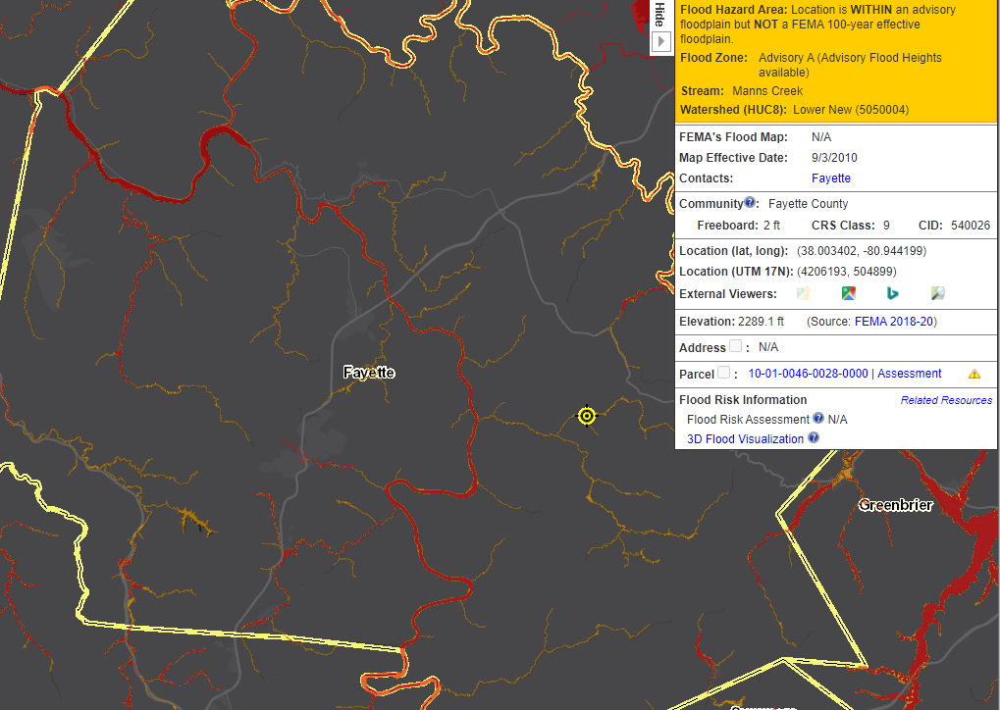 Hide
Flood Hazard Area: Location is WITHIN an advisory
floodplain but NOT a FEMA 100-year effective
floodplain.
Flood Zone: Advisory A (Advisory Flood Heights
available)
Stream: Manns Creek
Watershed (HUC8): Lower New (5050004)
FEMA's Flood Map: N/A
Map Effective Date: 9/3/2010
Contacts: Fayette
Community?: Fayette County
Freeboard: 2 ft CRS Class: 9 CID: 540026
Location (lat, long): (38.003402, -80.944199)
Location (UTM 17N): (4206193, 504899)
External Viewers:
Elevation: 2289.1 ft (Source: FEMA 2018-20)
Address : N/A
Parcel : 10-01-0046-0028-0000 | Assessment
Flood Risk Information Related Resources
Flood Risk Assessment ? N/A
3D Flood Visualization ?
Fayette
Greenbrier